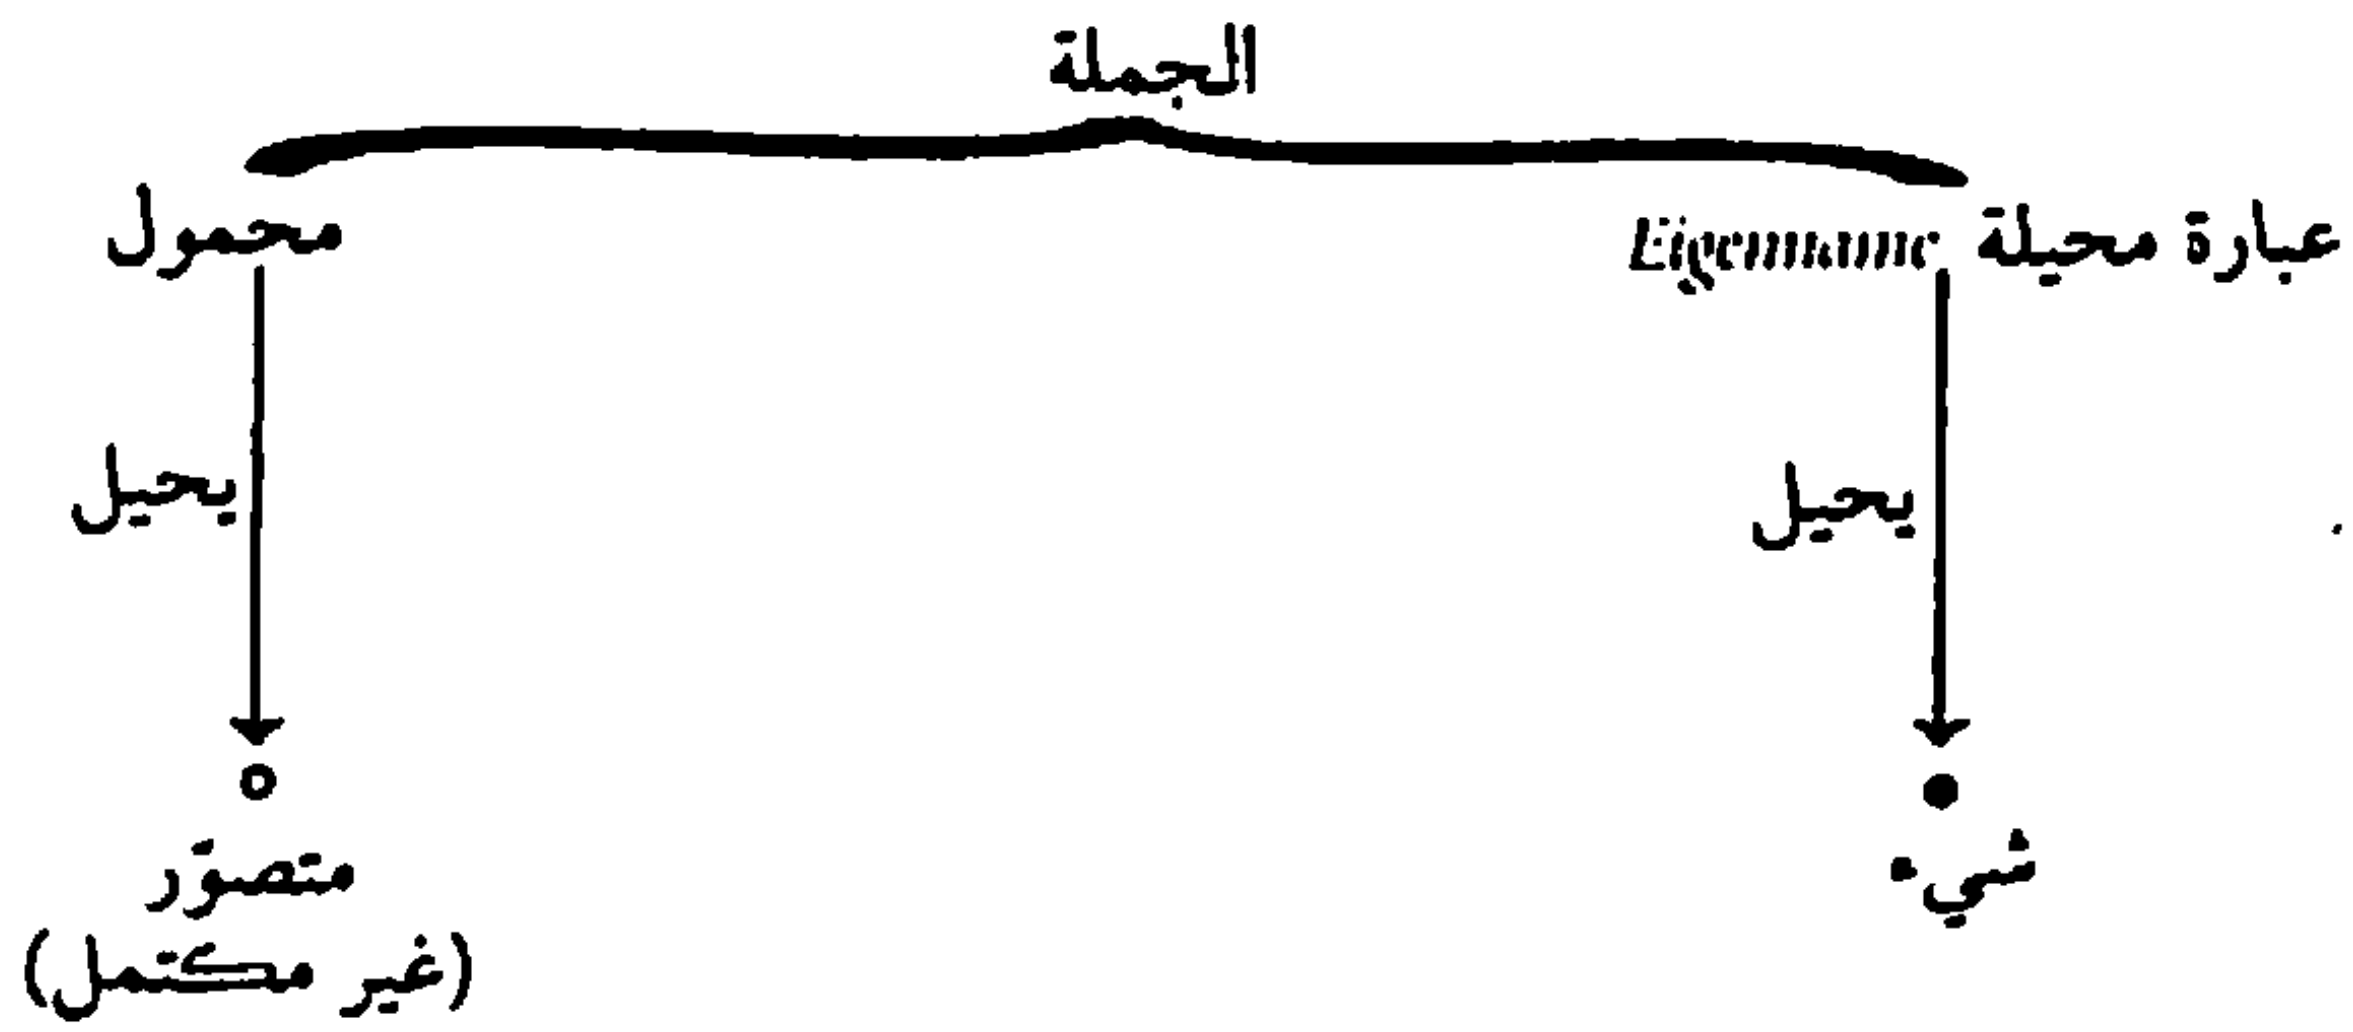 الجملة
عبارة محيلة Eigenname
محمول
يحيل
يحيل
شيء
متصوّر
(غير مكتمل)